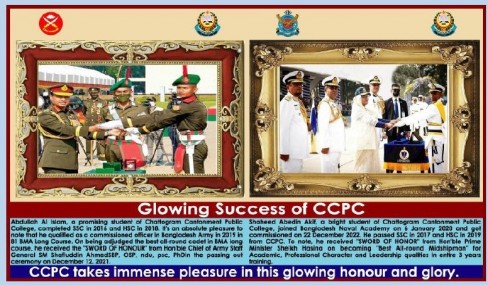 Glowing Success of CCPC
Abdullah Al Islam, a promising student of Chattogram Cantonment Public
College, completed SSC in 2016 and HSC in 2018. It's an absolute pleasure to
note that he qualified as a commissioned officer in Bangladesh Army in 2019 in
81 BMA Long Course. On being adjudged the best all-round cadet in BMA long
course, he received the "SWORD OF HONOUR" from Hon'ble Chief of Army Staff
General SM Shafiuddin Ahmed SBP, OSP, ndu, psc, PhD in the passing out
ceremony on December 12, 2021.
Shaheed Abedin Akif, a bright student of Chattogram Cantonment Public
College, joined Bangladesh Naval Academy on 6 January 2020 and got
commissioned on 22 December 2022. He passed SSC in 2017 and HSC in 2019
from CCPC. To note, he received "SWORD OF HONOR" from Hon'ble Prime
Minister Sheikh Hasina on becoming "Best All-round Midshipman" for
Academic, Professional Character and Leadership qualities in entire 3 years
training.
CCPC takes immense pleasure in this glowing honour and glory.